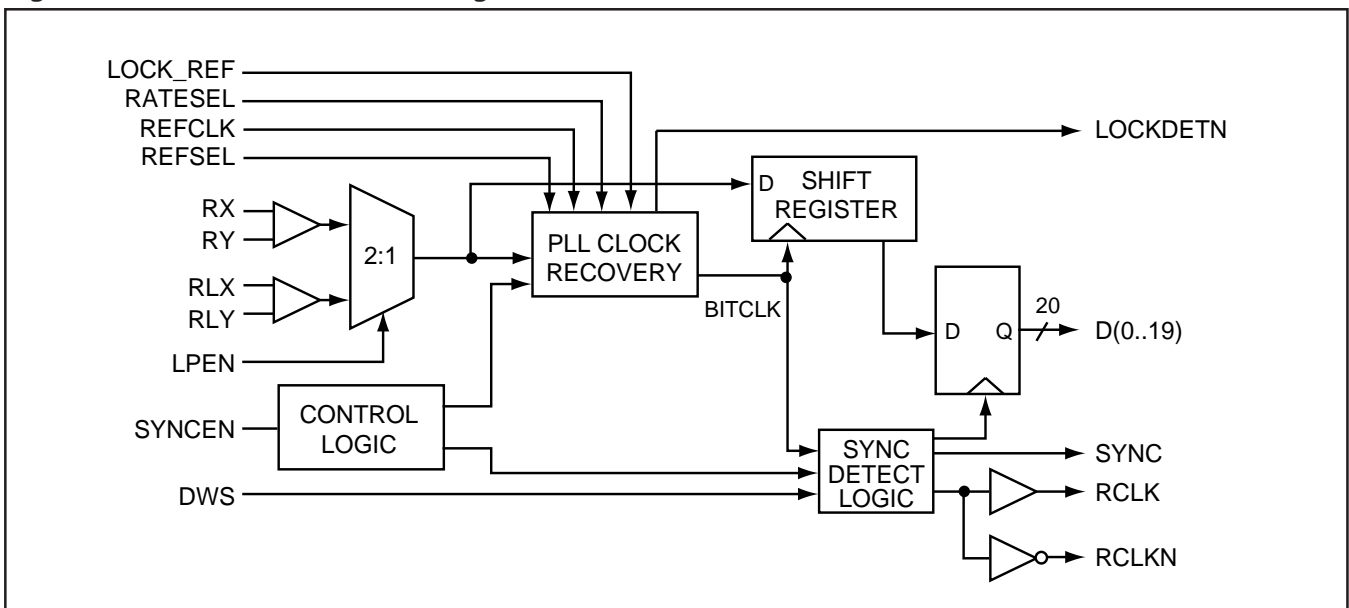 LOCK_REF
RATESEL
REFCLK
REFSEL
RX
RY
RLX
RLY
LPEN
SYNCEN
DWS
2:1
CONTROL
LOGIC
PLL CLOCK
RECOVERY
BITCLK
D SHIFT
REGISTER
D Q
20
SYNC
DETECT
LOGIC
LOCKDETN
D(0..19)
SYNC
RCLK
RCLKN